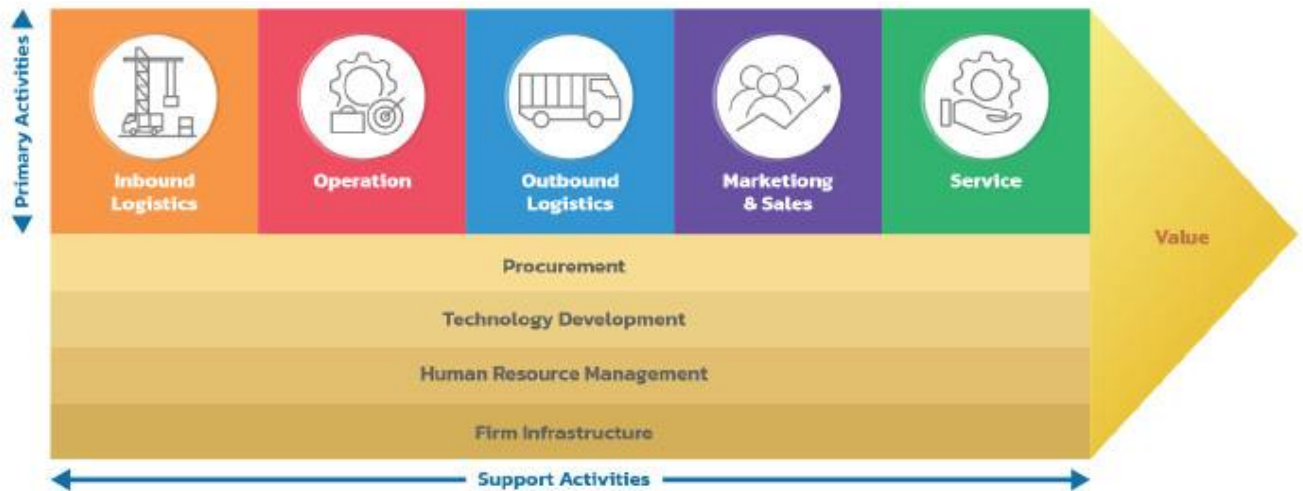 Primary Activities
Inbound
Logistics
Operation
Outbound
Logistics
Marketiong
& Sales
Service
Value
Procurement
Technology Development
Human Resource Management
Firm Infrastructure
Support Activities